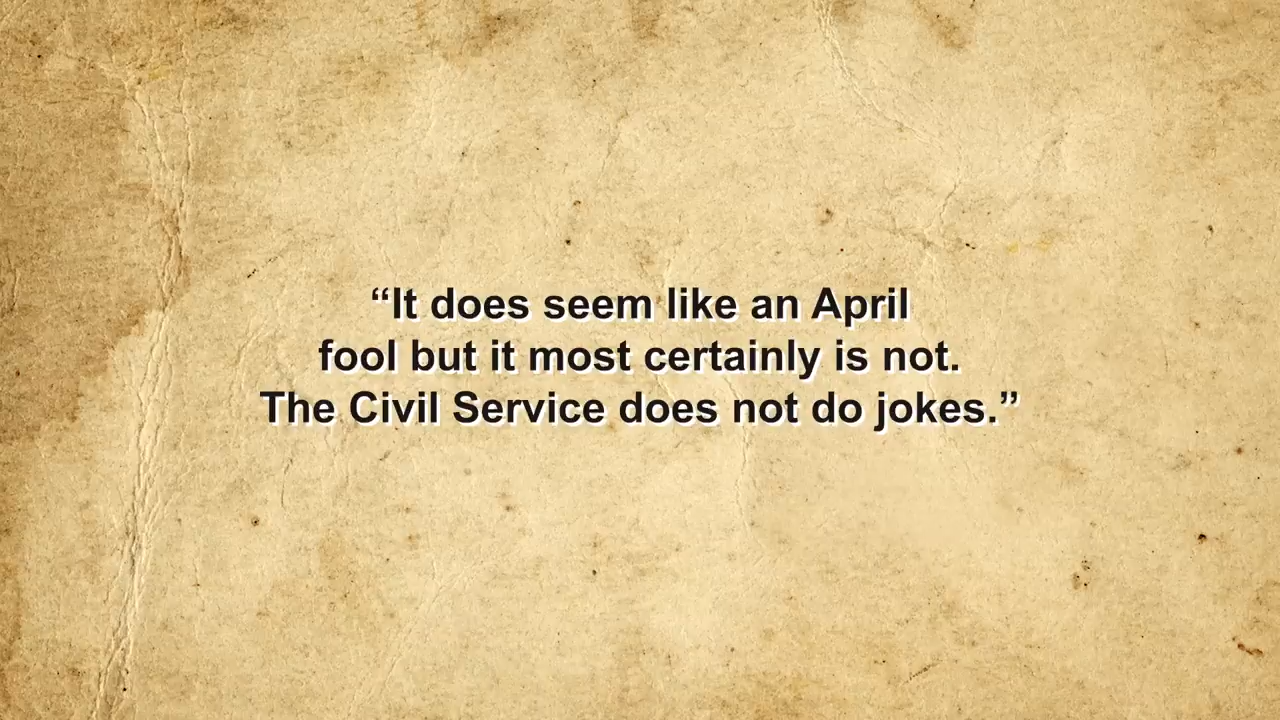 “It does seem like an April
fool but it most certainly is not.
The Civil Service does not do jokes.”